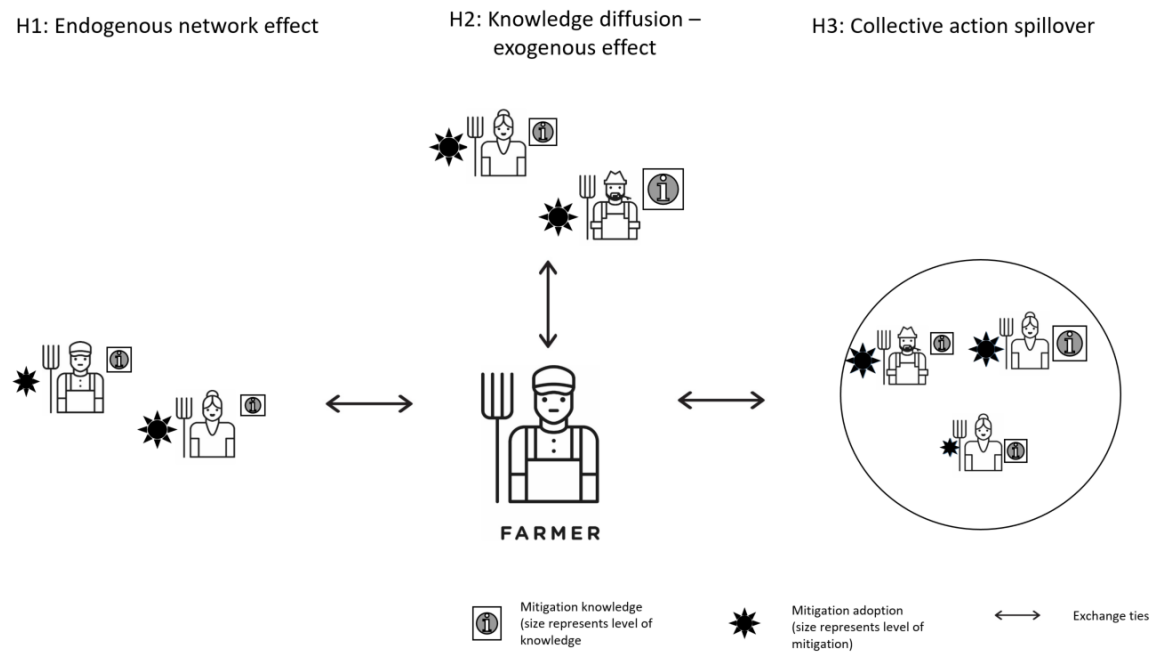 H1: Endogenous network effect
H2: Knowledge diffusion –
exogenous effect
H3: Collective action spillover
FARMER
Mitigation knowledge
(size represents level of
knowledge
Mitigation adoption
(size represents level of
mitigation)
Exchange ties